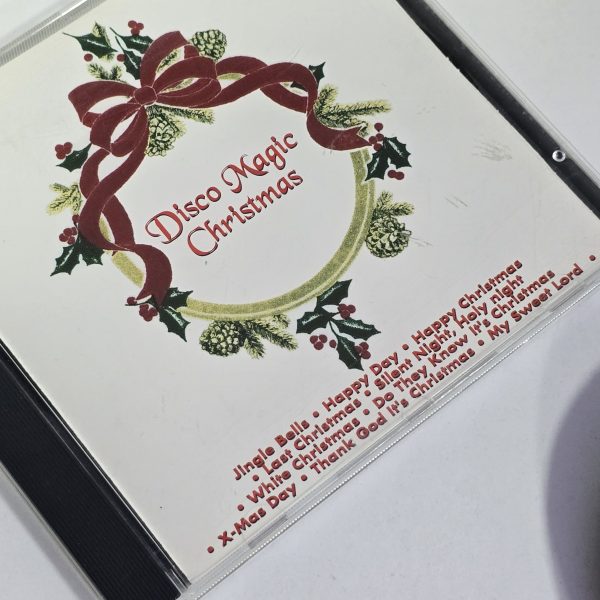 Disco Magic
Christmas
Jingle Bells • Happy Day • Happy Christmas
• Last Christmas • Silent Night, Holy night
• White Christmas • Do They Know it's Christmas
• X-Mas Day • Thank God it's Christmas • My Sweet Lord •